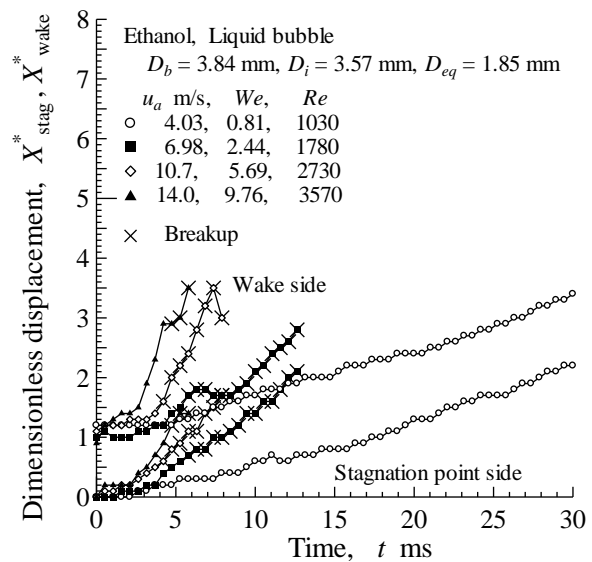 Ethanol, Liquid bubble
D_b = 3.84 mm, D_i = 3.57 mm, D_eq = 1.85 mm
u_a m/s, We, Re
4.03, 0.81, 1030
6.98, 2.44, 1780
10.7, 5.69, 2730
14.0, 9.76, 3570
Breakup
Wake side
Stagnation point side
Dimensionless displacement, X*_stag, X*_wake
8
7
6
5
4
3
2
1
0
0 5 10 15 20 25 30
Time, t ms